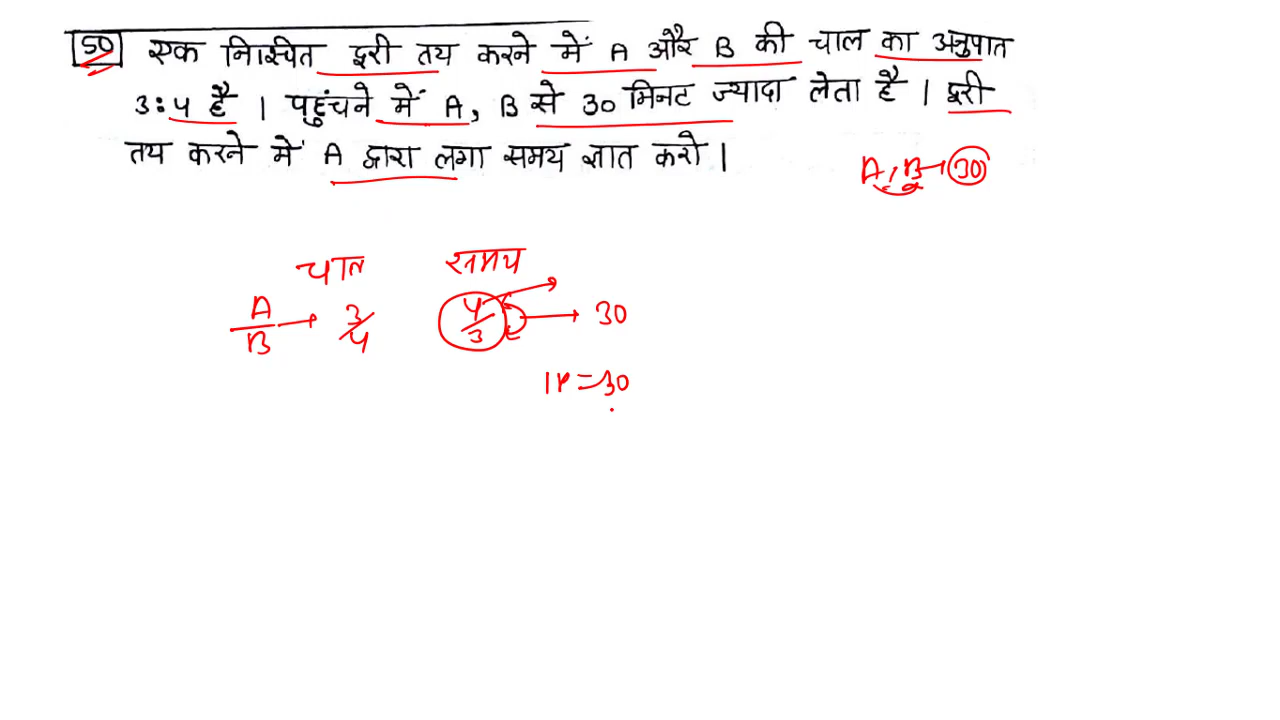 50 एक निश्चित दूरी तय करने में A और B की चाल का अनुपात
3:4 है । पहुंचने में A, B से 30 मिनट ज्यादा लेता है । दूरी
तय करने में A द्वारा लगा समय ज्ञात करो ।
A, B → 30
चाल समय
A/B → 3/4 4/3 → 30
1r = 30